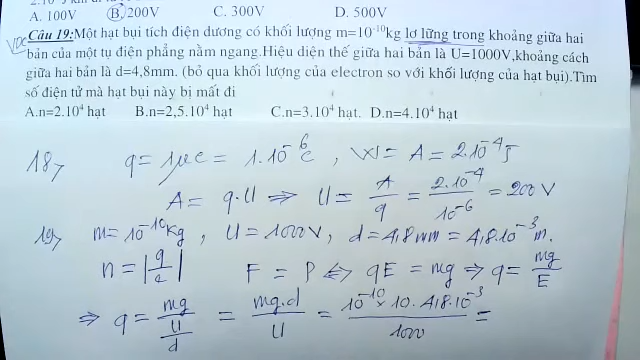 A. 100V B. 200V C. 300V D. 500V
VDC Câu 19: Một hạt bụi tích điện dương có khối lượng m=10⁻¹⁰kg lơ lững trong khoảng giữa hai
bản của một tụ điện phẳng nằm ngang.Hiệu diện thế giữa hai bản là U=1000V,khoảng cách
giữa hai bản là d=4,8mm. (bỏ qua khối lượng của electron so với khối lượng của hạt bụi).Tìm
số điện tử mà hạt bụi này bị mất đi
A.n=2.10⁴ hạt B.n=2,5.10⁴ hạt C.n=3.10⁴ hạt. D.n=4.10⁴ hạt
18, q = 1μc = 1.10⁻⁶ c , W = A = 2.10⁻⁴ J
A = q.U ⇒ U = A/q = 2.10⁻⁴/10⁻⁶ = 200 V
19, m = 10⁻¹⁰ kg , U = 1000 V , d = 4,8 mm = 4,8.10⁻³ m.
n = |q/e| F = P ⇔ qE = mg ⇒ q = mg/E
⇒ q = mg/(U/d) = mg.d/U = 10⁻¹⁰ × 10. 4,8.10⁻³/1000 =